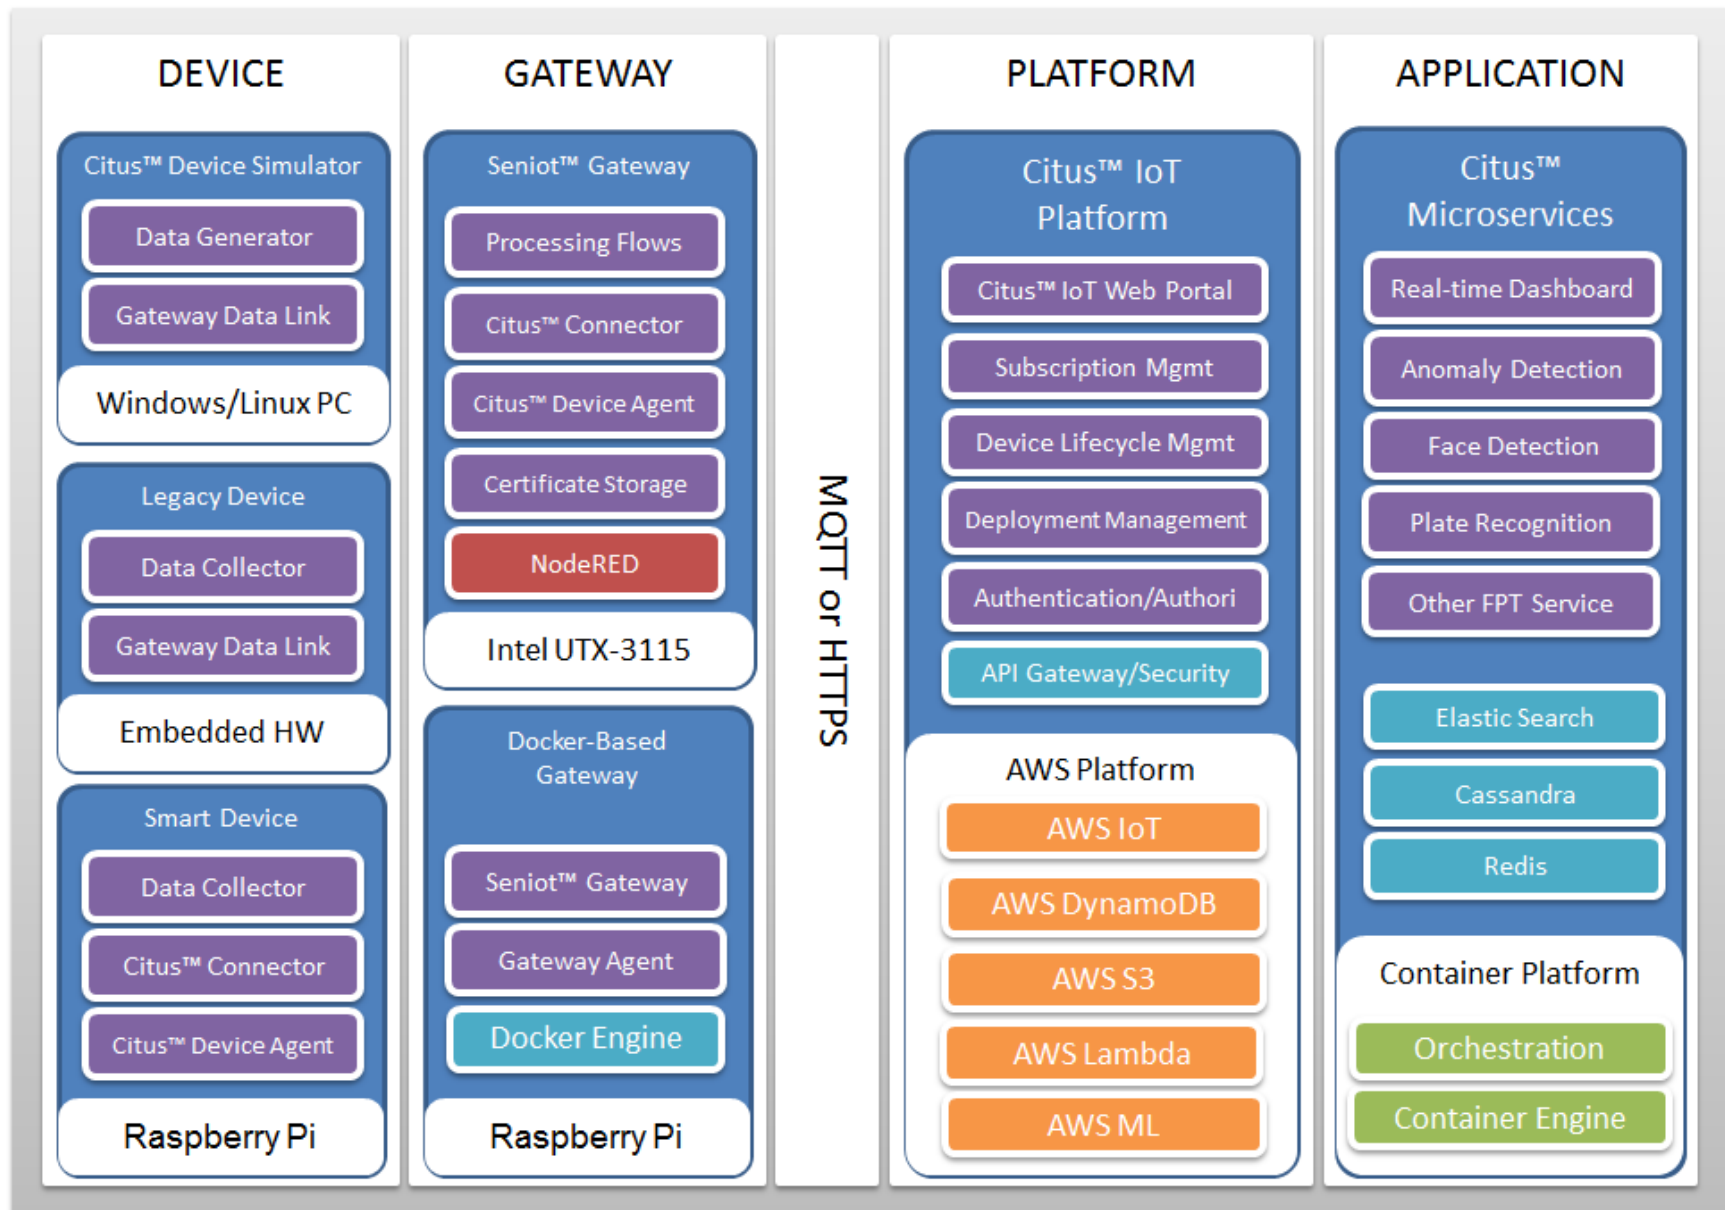 DEVICE
Citus™ Device Simulator
Data Generator
Gateway Data Link
Windows/Linux PC
Legacy Device
Data Collector
Gateway Data Link
Embedded HW
Smart Device
Data Collector
Citus™ Connector
Citus™ Device Agent
Raspberry Pi
GATEWAY
Seniot™ Gateway
Processing Flows
Citus™ Connector
Citus™ Device Agent
Certificate Storage
NodeRED
Intel UTX-3115
Docker-Based
Gateway
Seniot™ Gateway
Gateway Agent
Docker Engine
Raspberry Pi
MQTT or HTTPS
PLATFORM
Citus™ IoT
Platform
Citus™ IoT Web Portal
Subscription Mgmt
Device Lifecycle Mgmt
Deployment Management
Authentication/Authori
API Gateway/Security
AWS Platform
AWS IoT
AWS DynamoDB
AWS S3
AWS Lambda
AWS ML
APPLICATION
Citus™
Microservices
Real-time Dashboard
Anomaly Detection
Face Detection
Plate Recognition
Other FPT Service
Elastic Search
Cassandra
Redis
Container Platform
Orchestration
Container Engine